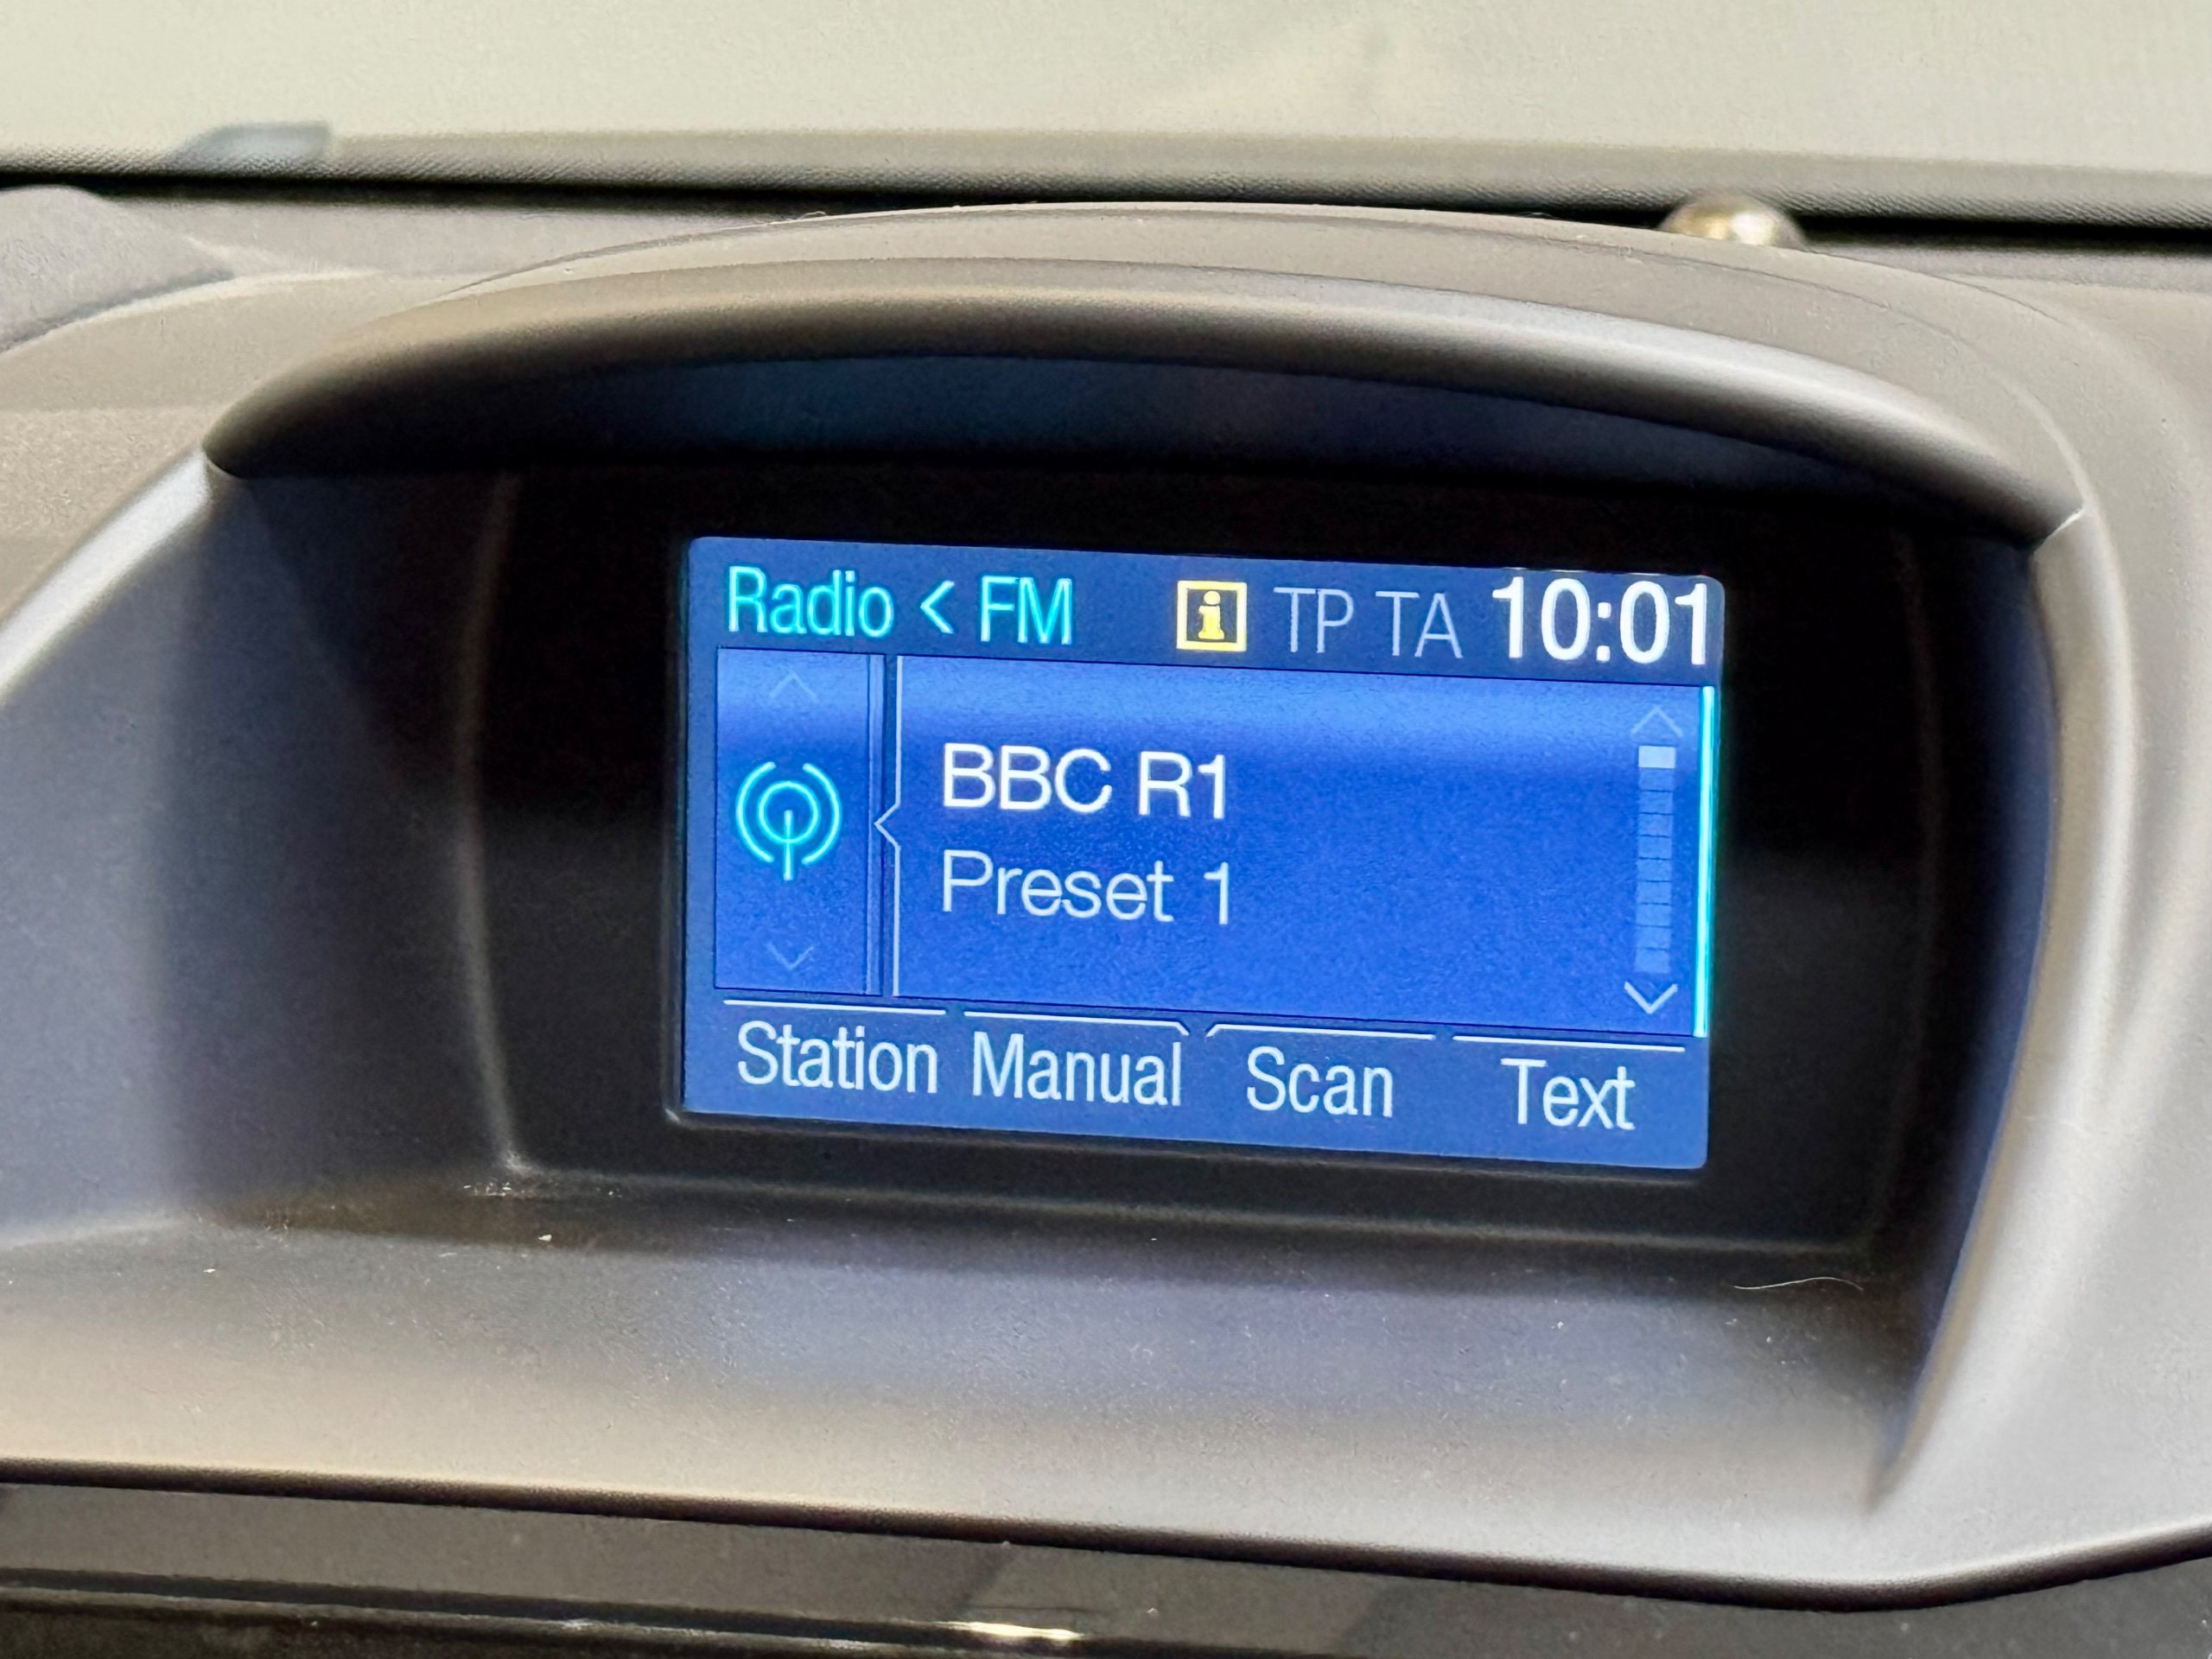 Radio < FM i TP TA 10:01
BBC R1
Preset 1
Station Manual Scan Text